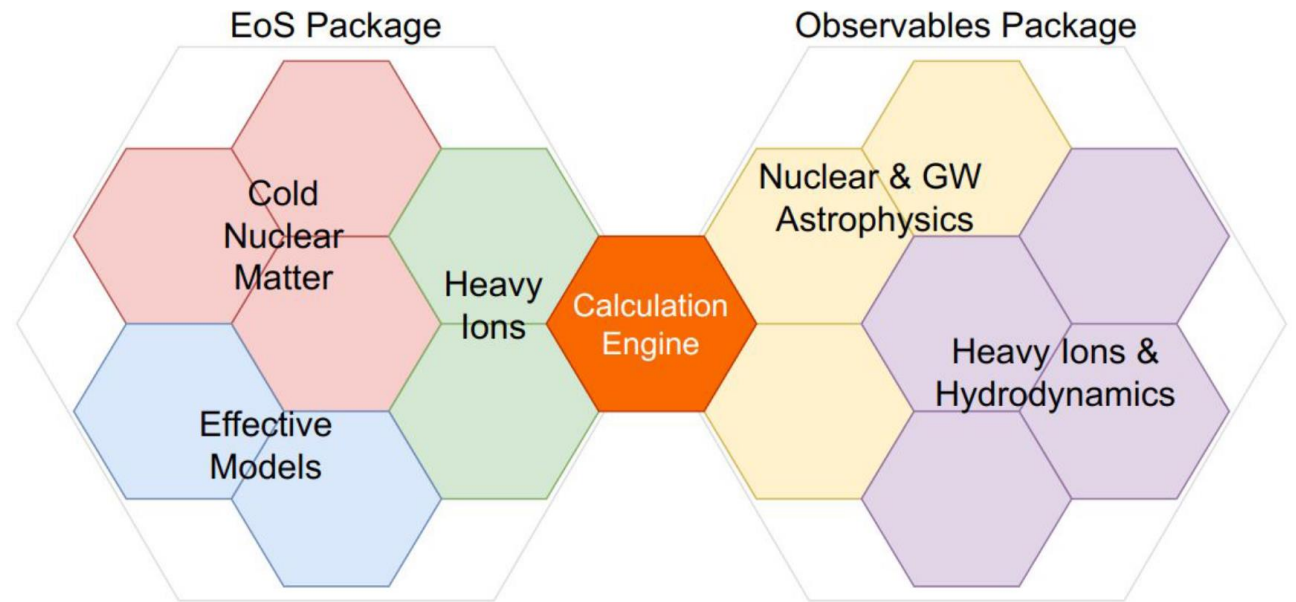 EoS Package
Observables Package
Cold
Nuclear
Matter
Heavy
Ions
Effective
Models
Calculation
Engine
Nuclear & GW
Astrophysics
Heavy Ions &
Hydrodynamics